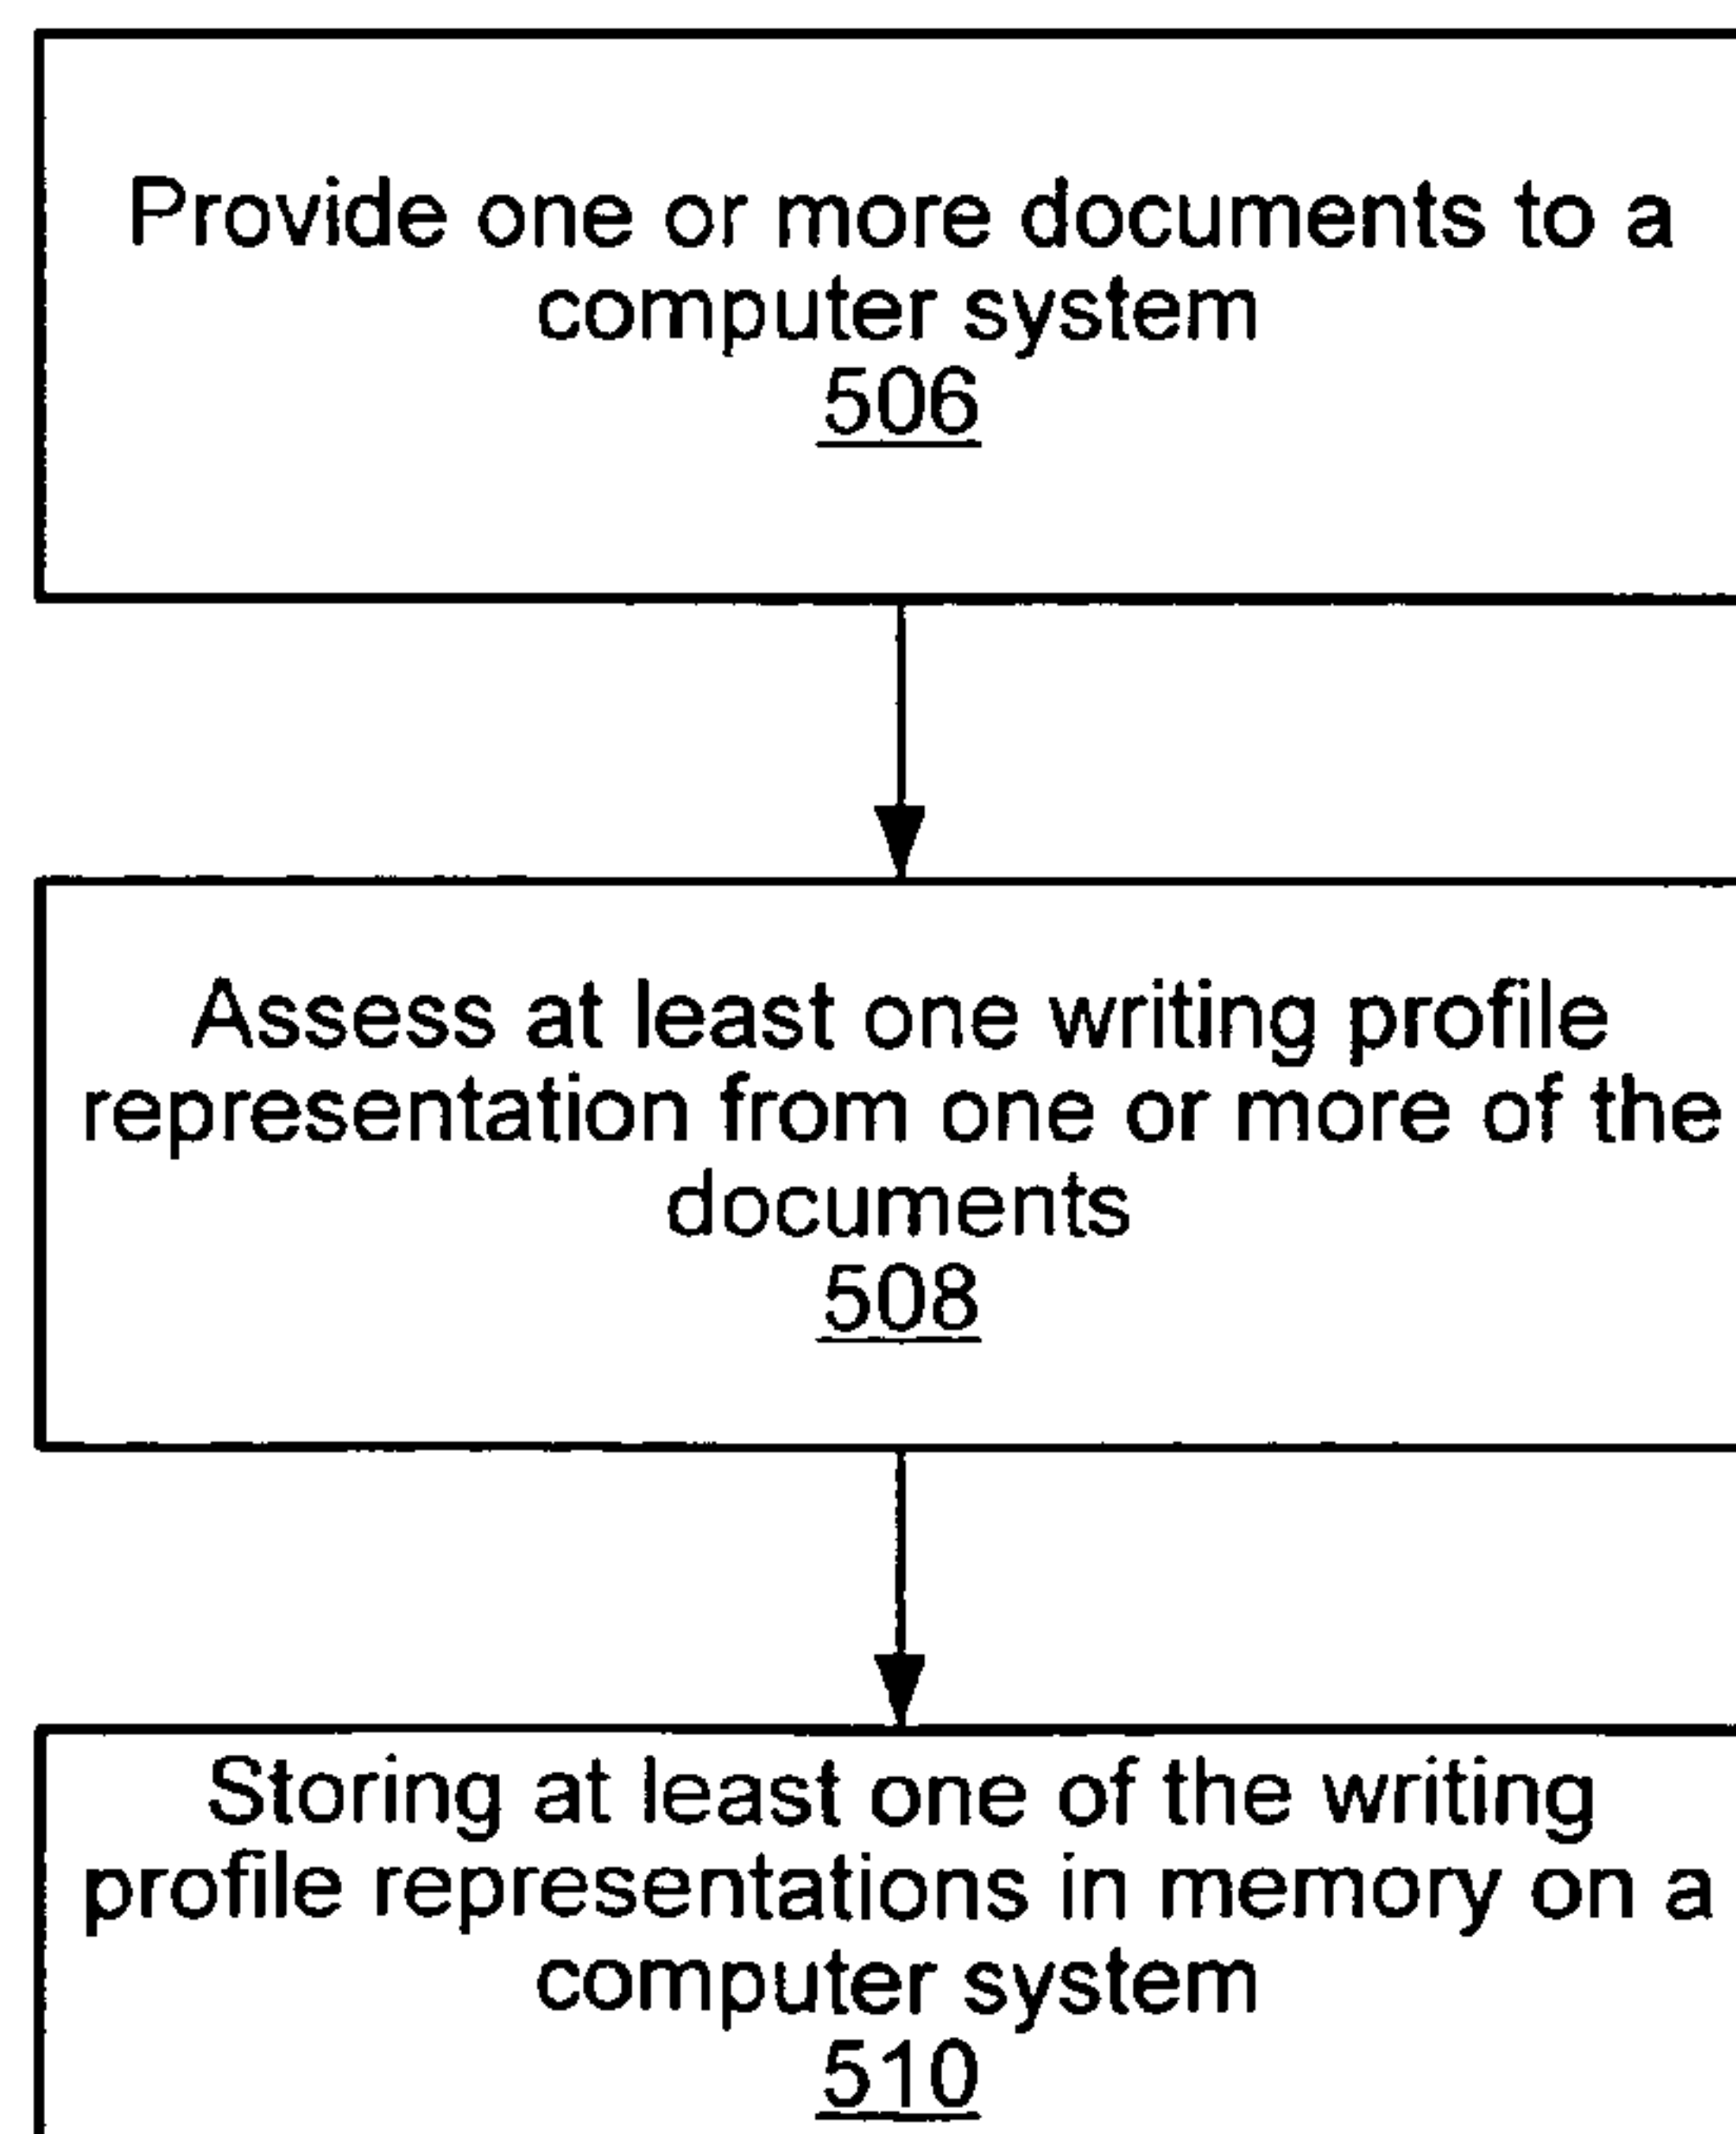 Provide one or more documents to a
computer system
506
Assess at least one writing profile
representation from one or more of the
documents
508
Storing at least one of the writing
profile representations in memory on a
computer system
510